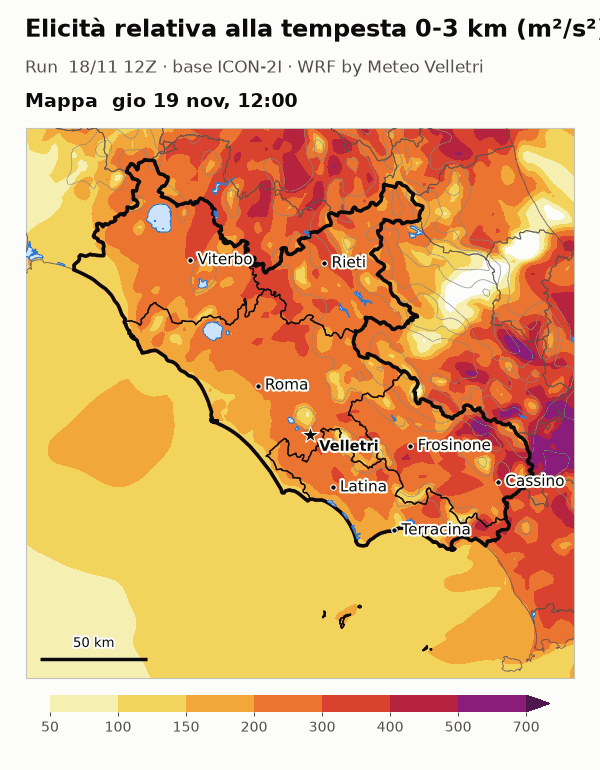 Elicità relativa alla tempesta 0-3 km (m²/s²)
Run  18/11 12Z · base ICON-2I · WRF by Meteo Velletri
Mappa  gio 19 nov, 12:00
Viterbo
Rieti
Roma
Velletri
Frosinone
Latina
Cassino
Terracina
50 km
50 100 150 200 300 400 500 700